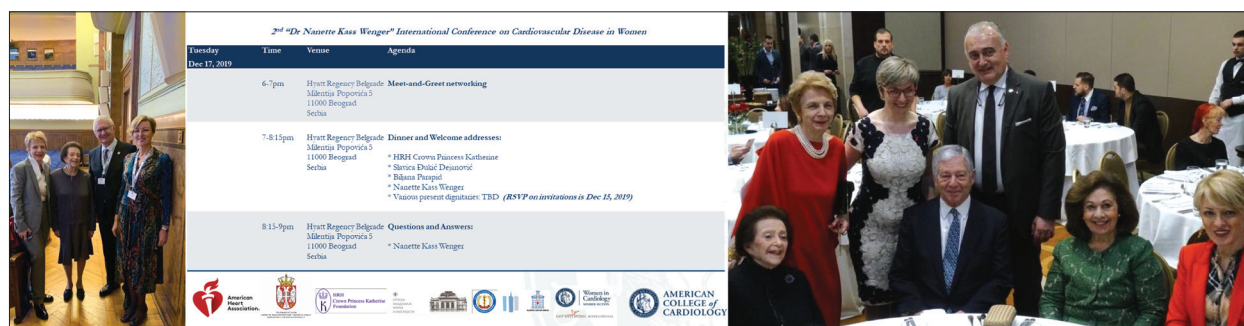 2nd "Dr Nanette Kass Wenger" International Conference on Cardiovascular Disease in Women
Tuesday Time Venue Agenda
Dec 17, 2019
6-7pm Hyatt Regency Belgrade Meet-and-Greet networking
Milentija Popovića 5
11000 Beograd
Serbia
7-8:15pm Hyatt Regency Belgrade Dinner and Welcome addresses:
Milentija Popovića 5
11000 Beograd * HRH Crown Princess Katherine
Serbia * Slavica Đukić Dejanović
* Biljana Parapid
* Nanette Kass Wenger
* Various present dignitaries: TBD (RSVP on invitations is Dec 15, 2019)
8:15-9pm Hyatt Regency Belgrade Questions and Answers:
Milentija Popovića 5
11000 Beograd * Nanette Kass Wenger
Serbia
American
Heart
Association.
HRH
Crown Princess Katherine
Foundation
Women in
Cardiology
AMERICAN
COLLEGE of
CARDIOLOGY